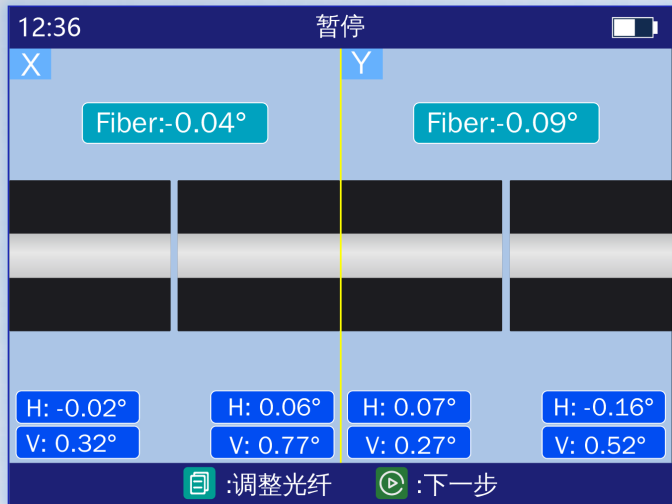 12:36 暂停
X Y
Fiber:-0.04° Fiber:-0.09°
H: -0.02° H: 0.06° H: 0.07° H: -0.16°
V: 0.32° V: 0.77° V: 0.27° V: 0.52°
:调整光纤 :下一步